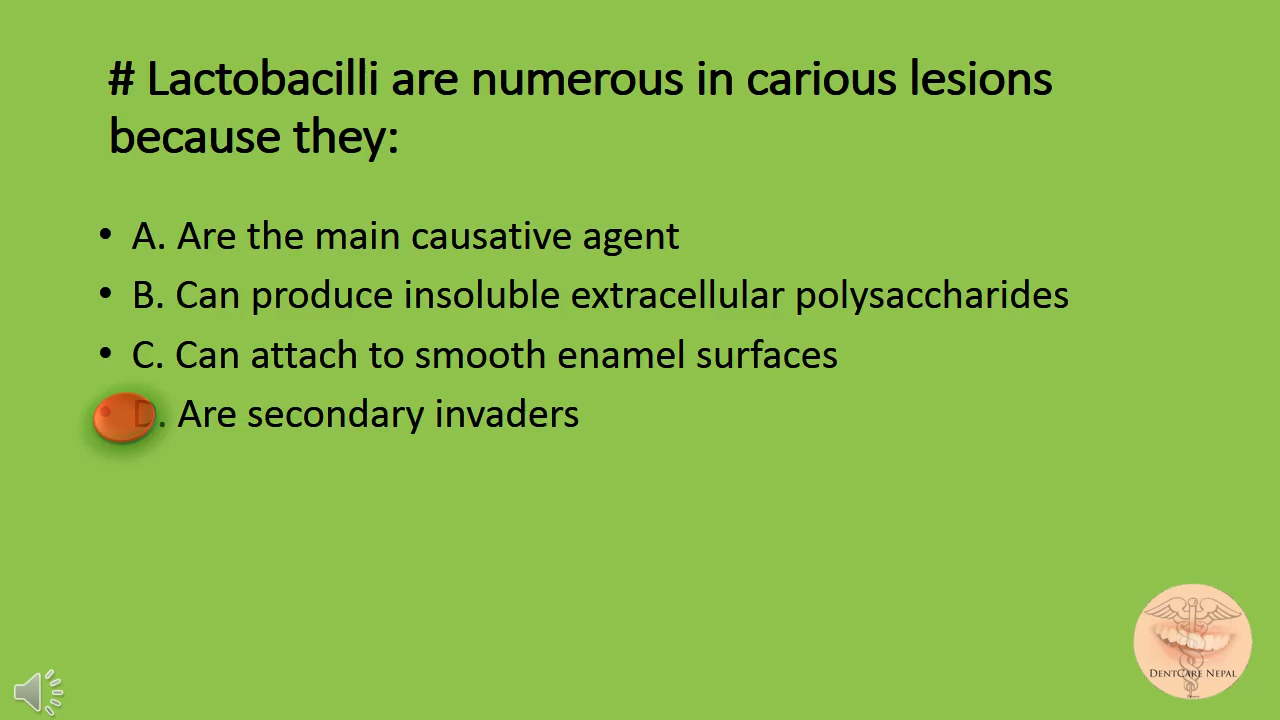 # Lactobacilli are numerous in carious lesions
because they:
• A. Are the main causative agent
• B. Can produce insoluble extracellular polysaccharides
• C. Can attach to smooth enamel surfaces
D. Are secondary invaders
DentCare Nepal